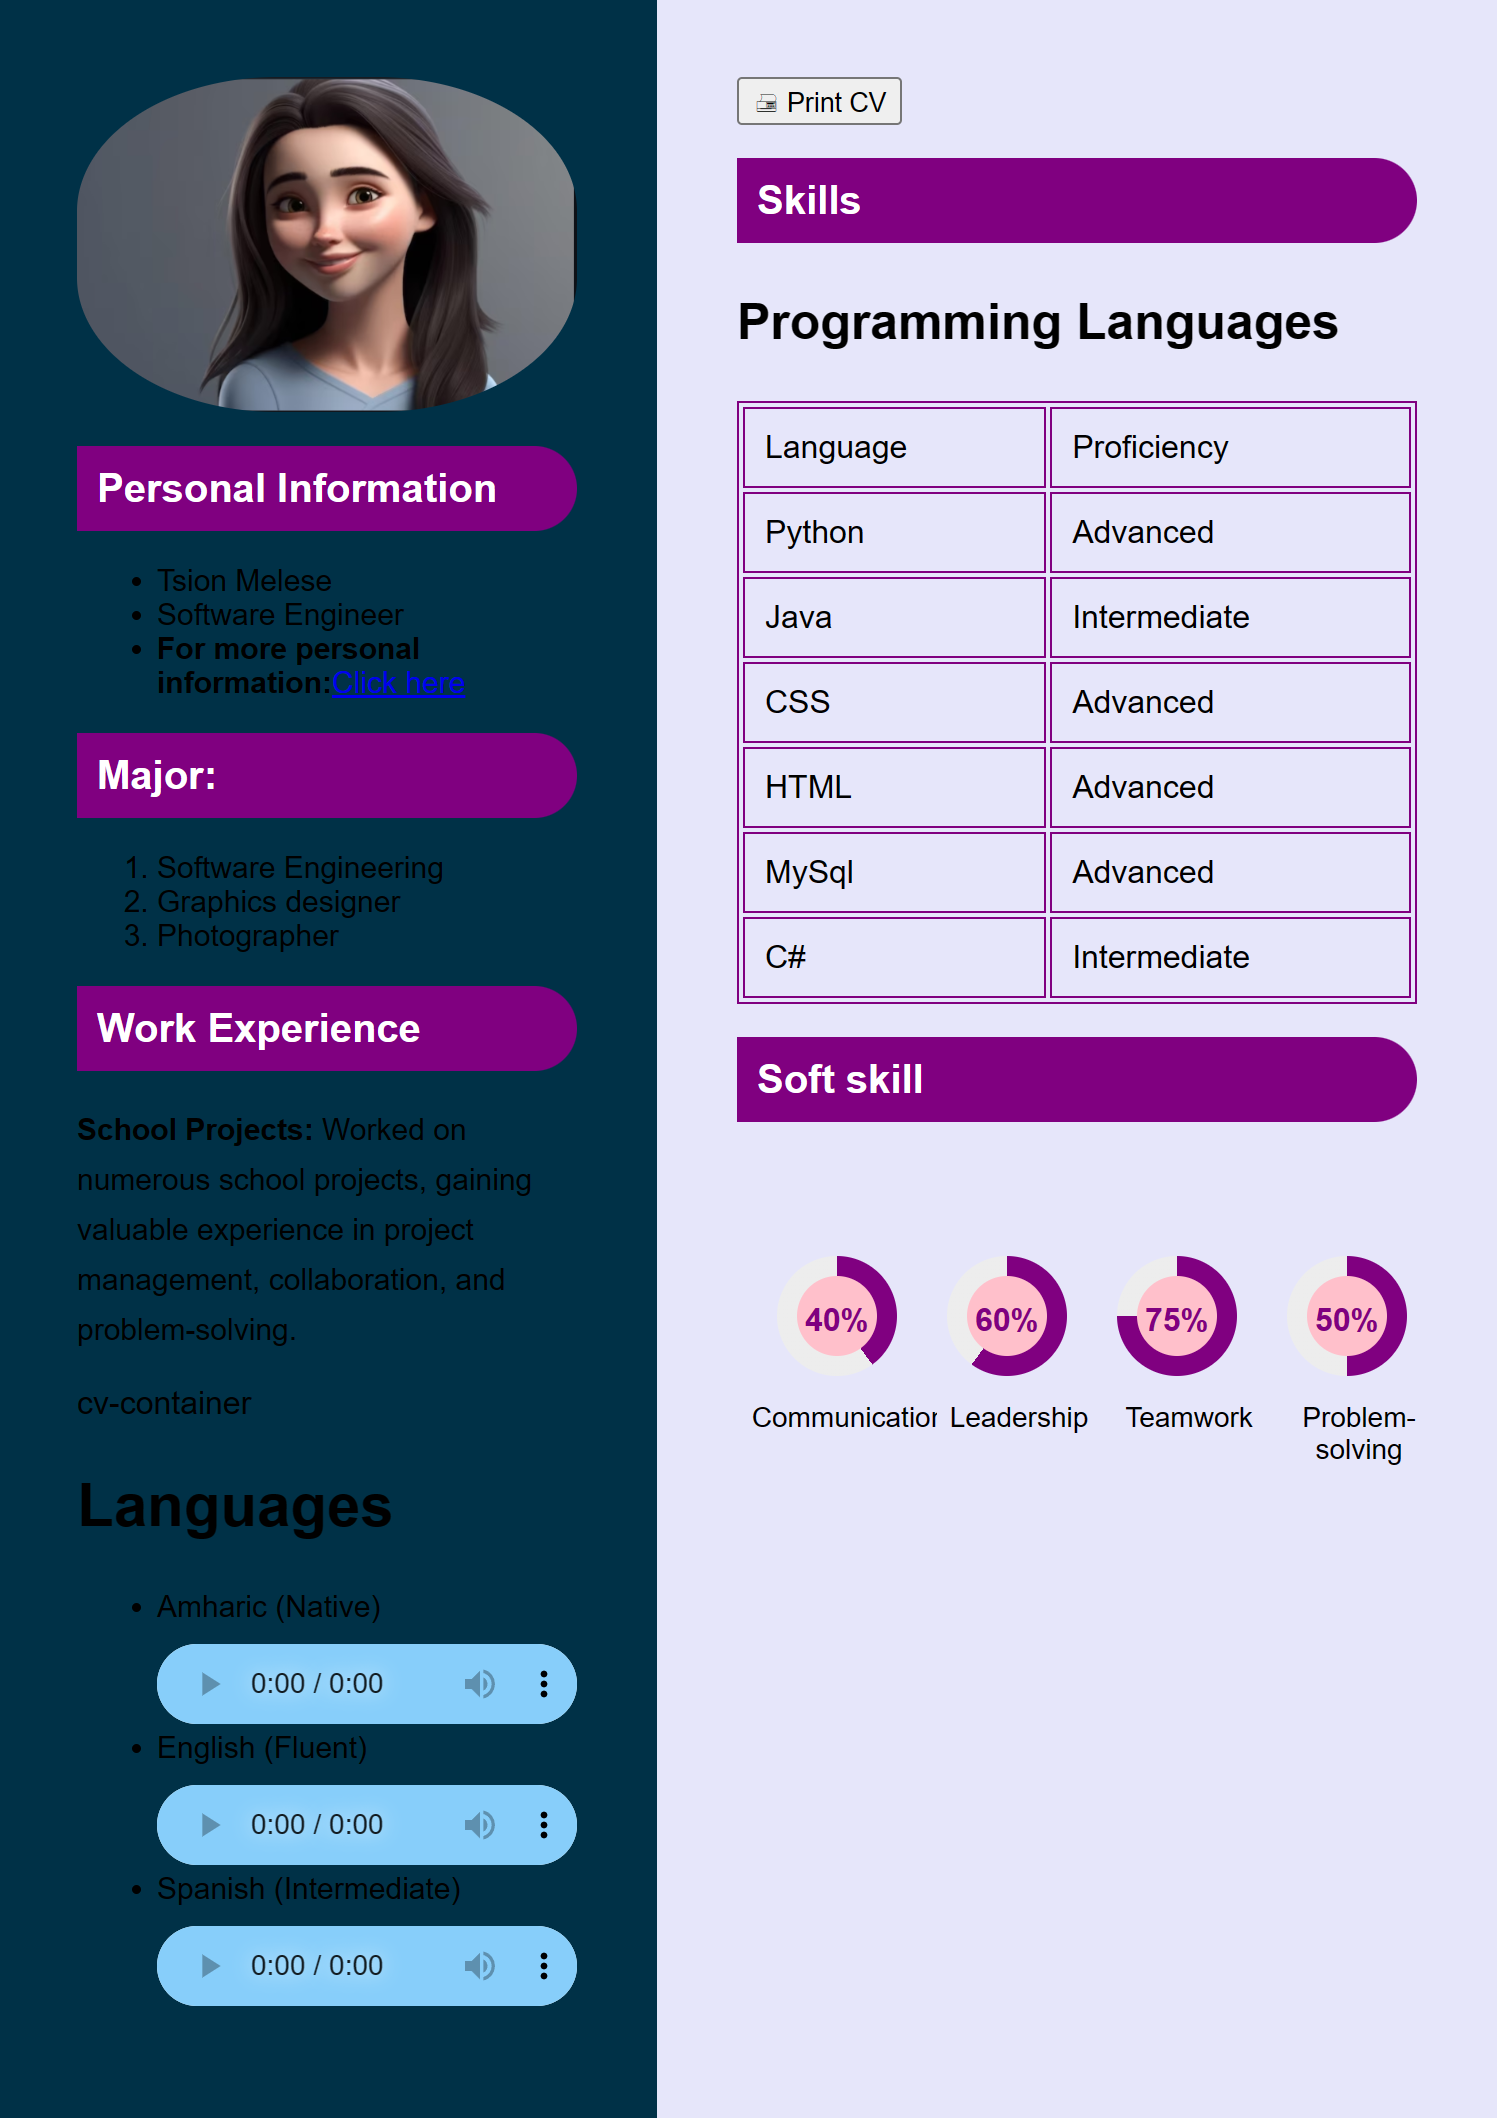 Personal Information
Tsion Melese
Software Engineer
For more personal
information:Click here
Major:
1. Software Engineering
2. Graphics designer
3. Photographer
Work Experience
School Projects: Worked on
numerous school projects, gaining
valuable experience in project
management, collaboration, and
problem-solving.
cv-container
Languages
Amharic (Native)
0:00 / 0:00
English (Fluent)
0:00 / 0:00
Spanish (Intermediate)
0:00 / 0:00
Print CV
Skills
Programming Languages
Language Proficiency
Python Advanced
Java Intermediate
CSS Advanced
HTML Advanced
MySql Advanced
C# Intermediate
Soft skill
40% 60% 75% 50%
Communication Leadership Teamwork Problem-
solving